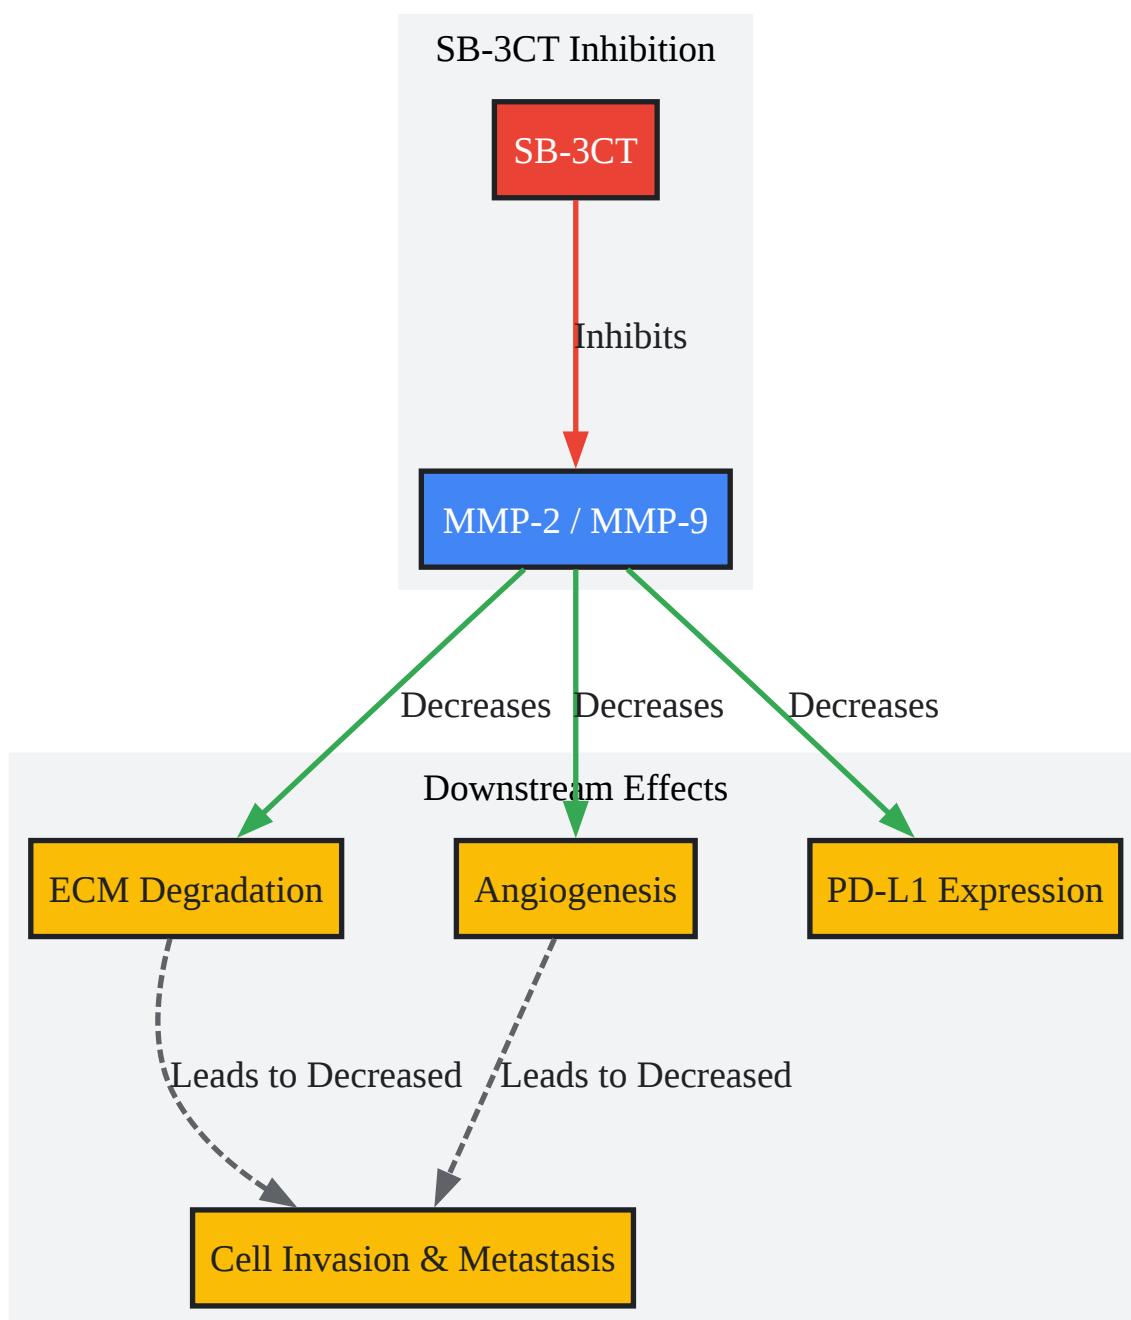 SB-3CT Inhibition
SB-3CT
Inhibits
MMP-2 / MMP-9
Decreases
Decreases
Decreases
Downstream Effects
ECM Degradation
Angiogenesis
PD-L1 Expression
Leads to Decreased
Leads to Decreased
Cell Invasion & Metastasis